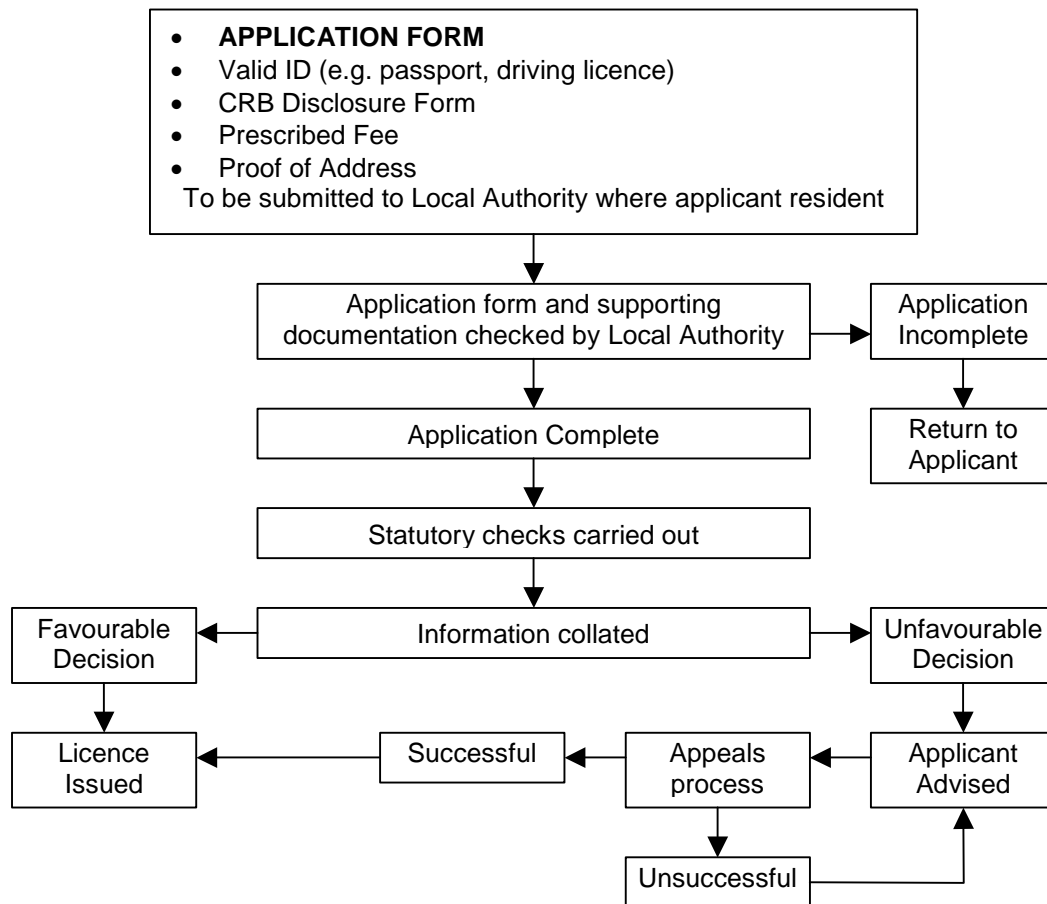 • APPLICATION FORM
• Valid ID (e.g. passport, driving licence)
• CRB Disclosure Form
• Prescribed Fee
• Proof of Address
To be submitted to Local Authority where applicant resident
Application form and supporting
documentation checked by Local Authority
Application
Incomplete
Application Complete
Return to
Applicant
Statutory checks carried out
Favourable
Decision
Information collated
Unfavourable
Decision
Licence
Issued
Successful
Appeals
process
Applicant
Advised
Unsuccessful